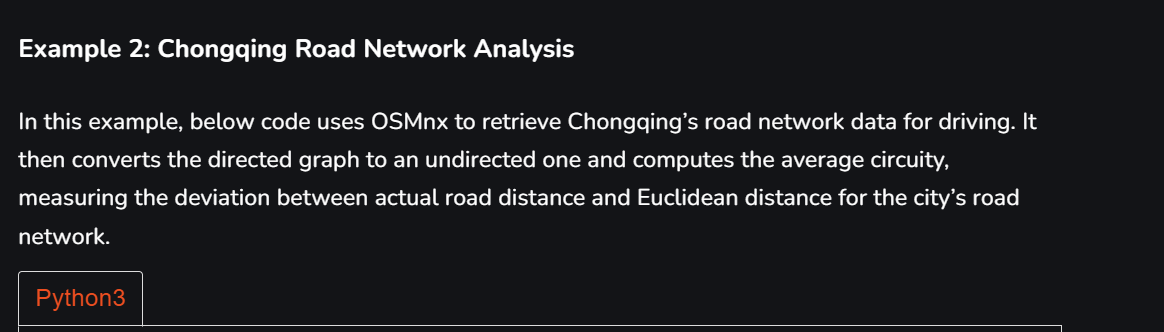 Example 2: Chongqing Road Network Analysis
In this example, below code uses OSMnx to retrieve Chongqing’s road network data for driving. It
then converts the directed graph to an undirected one and computes the average circuity,
measuring the deviation between actual road distance and Euclidean distance for the city’s road
network.
Python3